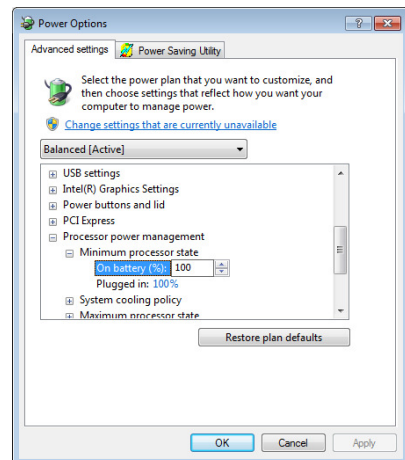 Power Options
Advanced settings
Power Saving Utility
Select the power plan that you want to customize, and
then choose settings that reflect how you want your
computer to manage power.
Change settings that are currently unavailable
Balanced [Active]
USB settings
Intel(R) Graphics Settings
Power buttons and lid
PCI Express
Processor power management
Minimum processor state
On battery (%): 100
Plugged in: 100%
System cooling policy
Maximum processor state
Restore plan defaults
OK
Cancel
Apply